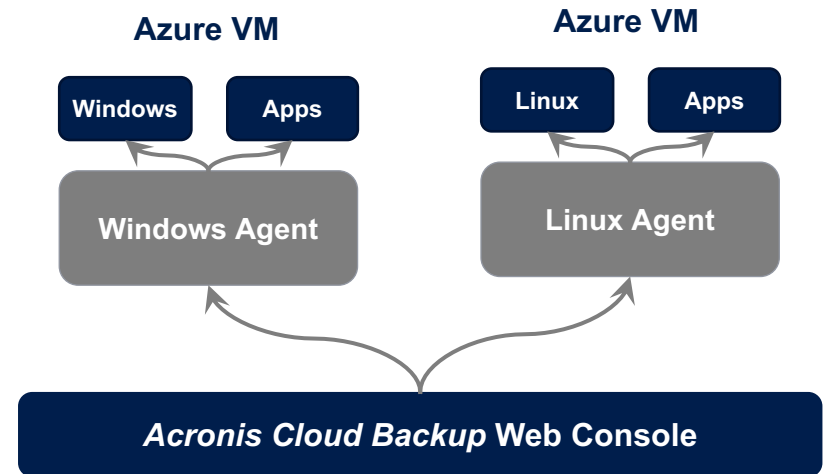 Azure VM
Azure VM
Windows
Apps
Linux
Apps
Windows Agent
Linux Agent
Acronis Cloud Backup Web Console